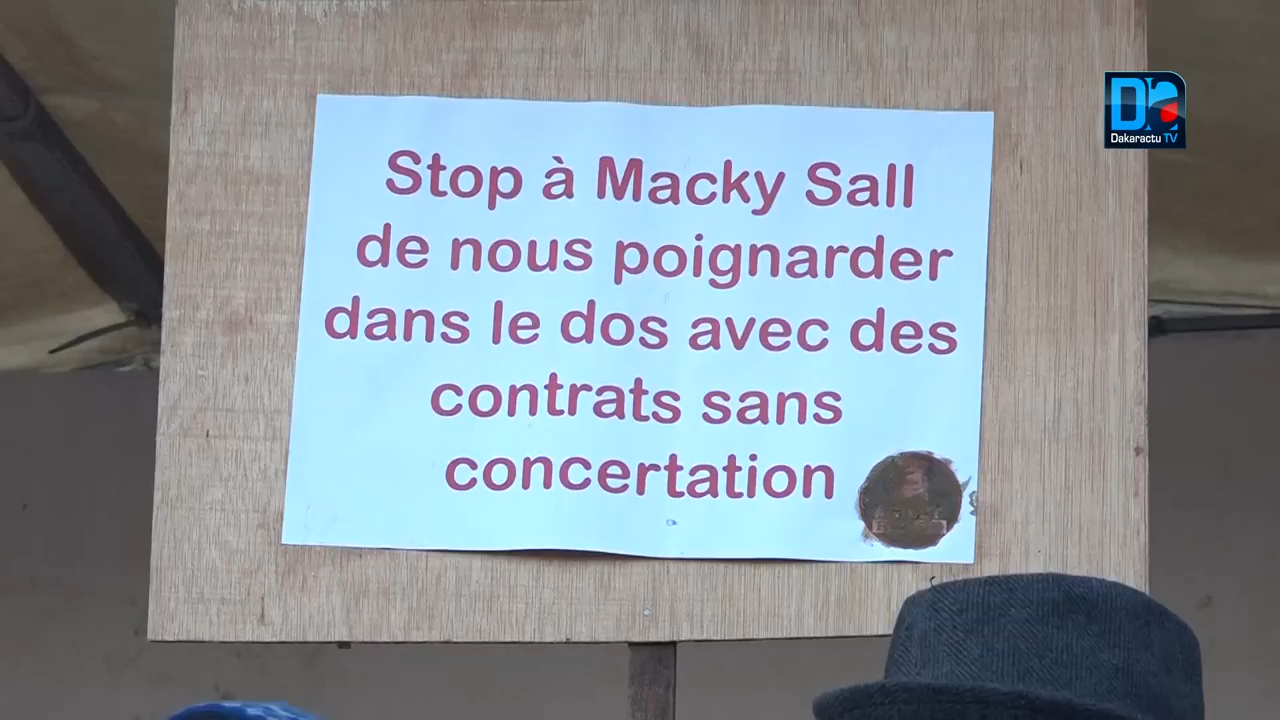 Stop à Macky Sall
de nous poignarder
dans le dos avec des
contrats sans
concertation
Dakaractu TV